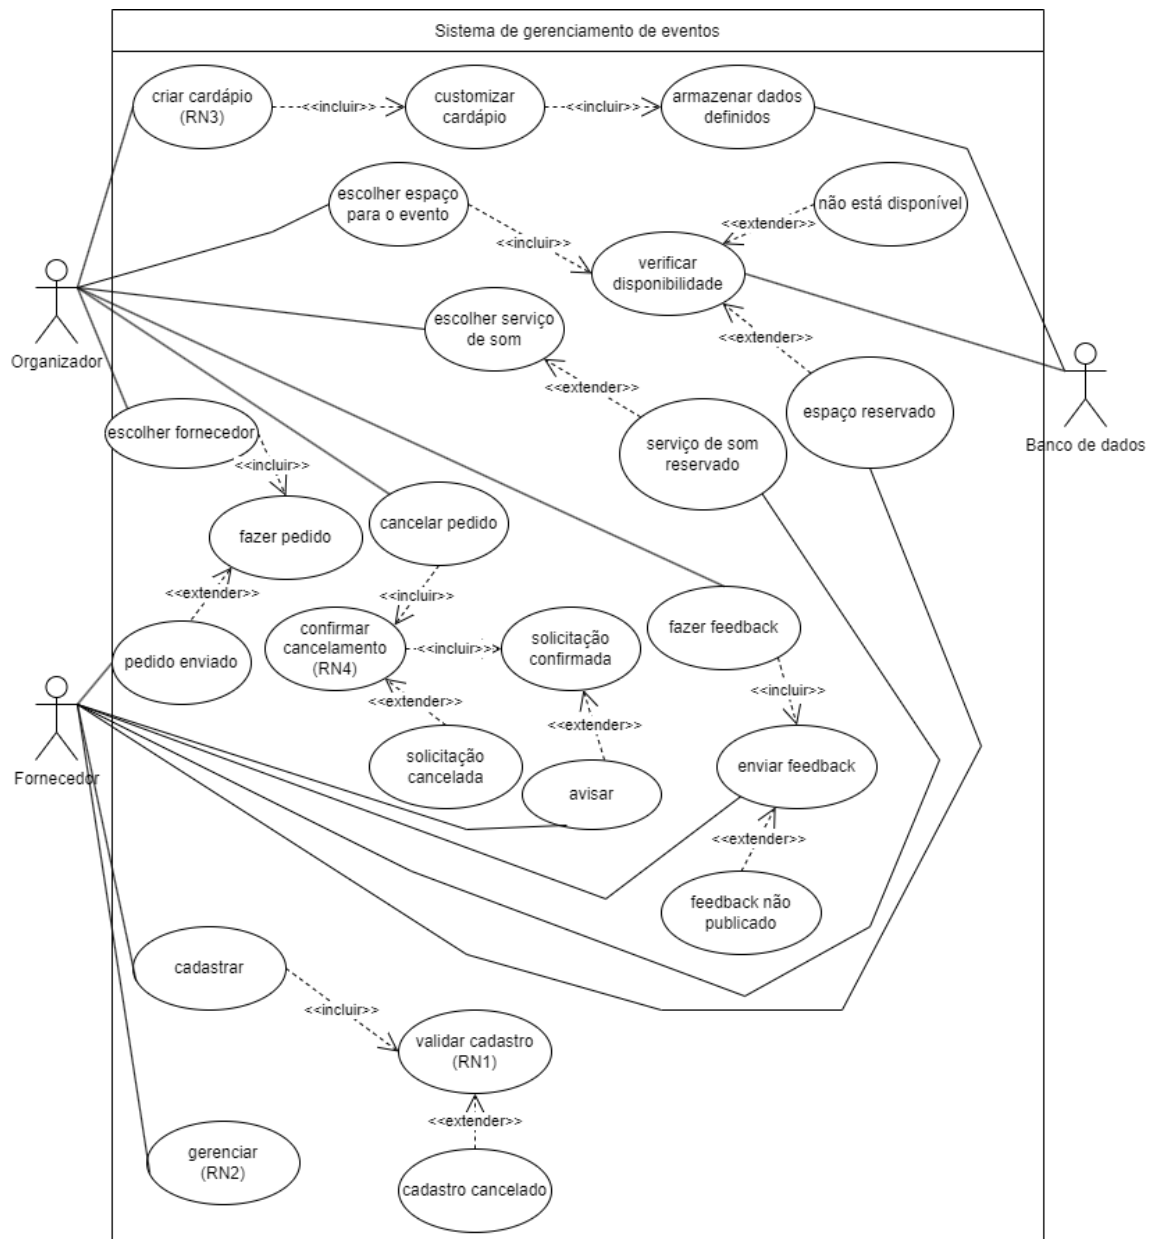 Sistema de gerenciamento de eventos
criar cardápio
(RN3)
<<incluir>>
customizar
cardápio
<<incluir>>
armazenar dados
definidos
escolher espaço
para o evento
não está disponível
<<extender>>
<<incluir>>
verificar
disponibilidade
escolher serviço
de som
<<extender>>
Organizador
<<extender>>
espaço reservado
escolher fornecedor
serviço de som
reservado
Banco de dados
<<incluir>>
cancelar pedido
fazer pedido
<<extender>>
<<incluir>>
confirmar
cancelamento
(RN4)
<<incluir>>
solicitação
confirmada
fazer feedback
pedido enviado
<<incluir>>
<<extender>>
<<extender>>
solicitação
cancelada
enviar feedback
Fornecedor
avisar
<<extender>>
feedback não
publicado
cadastrar
<<incluir>>
validar cadastro
(RN1)
<<extender>>
gerenciar
(RN2)
cadastro cancelado